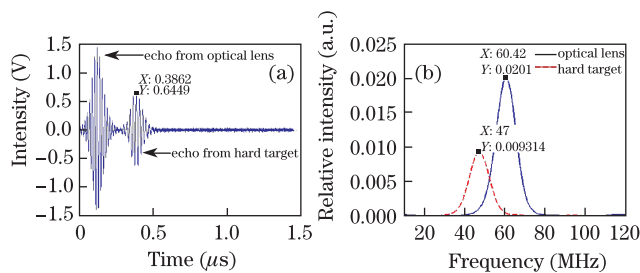 1.5
1.0
0.5
0.0
−0.5
−1.0
−1.5
Intensity (V)
echo from optical lens
X: 0.3862
Y: 0.6449
(a)
echo from hard target
0
0.5
1.0
1.5
Time (μs)
0.025
0.020
0.015
0.010
0.005
0.000
Relative intensity (a.u.)
X: 60.42
Y: 0.0201
optical lens
hard target
(b)
X: 47
Y: 0.009314
20
40
60
80
100
120
Frequency (MHz)